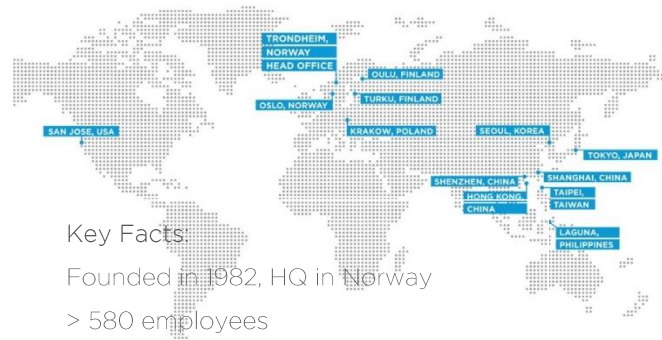 TRONDHEIM,
NORWAY
HEAD OFFICE
OULU, FINLAND
OSLO, NORWAY
TURKU, FINLAND
SAN JOSE, USA
KRAKOW, POLAND
SEOUL, KOREA
TOKYO, JAPAN
SHENZHEN, CHINA
SHANGHAI, CHINA
HONG KONG,
CHINA
TAIPEI,
TAIWAN
LAGUNA,
PHILIPPINES
Key Facts:
Founded in 1982, HQ in Norway
> 580 employees